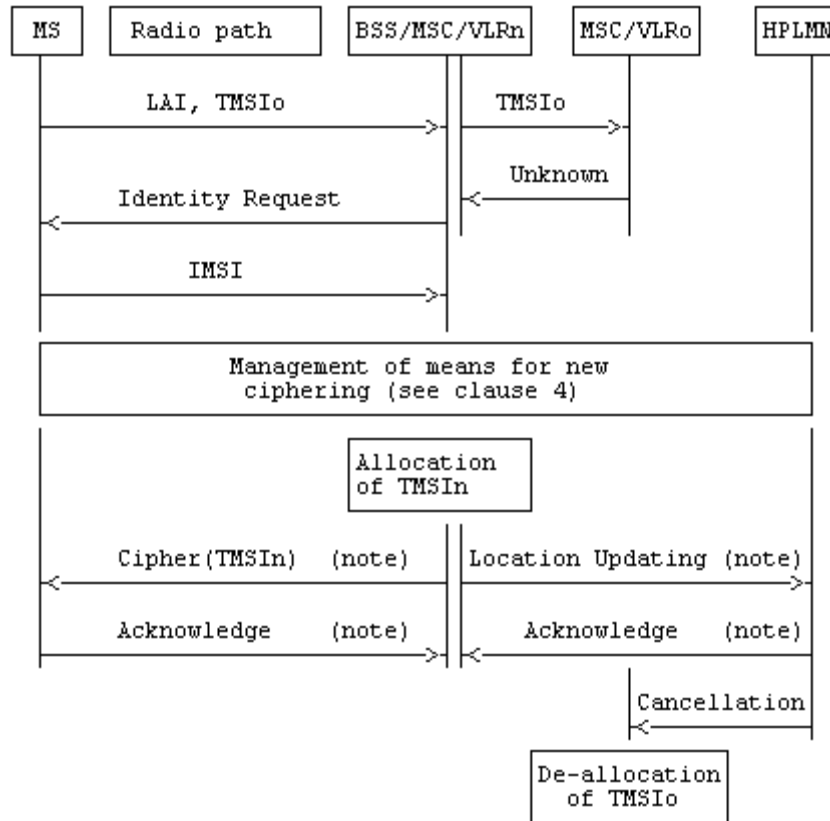 MS Radio path BSS/MSC/VLRn MSC/VLRo HPLMN
LAI, TMSIo TMSIo
Unknown
Identity Request
IMSI
Management of means for new
ciphering (see clause 4)
Allocation
of TMSIn
Cipher(TMSIn) (note) Location Updating (note)
Acknowledge (note) Acknowledge (note)
Cancellation
De-allocation
of TMSIo